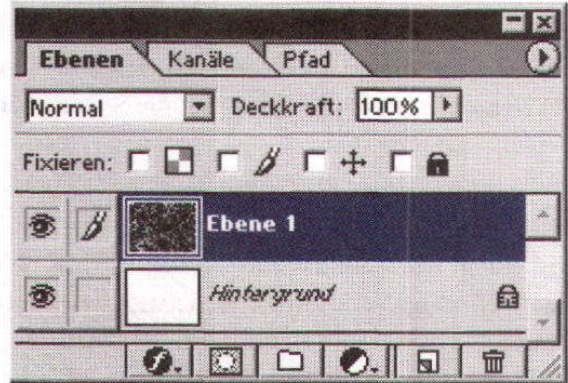 Ebenen Kanäle Pfad
Normal Deckkraft: 100%
Fixieren:
Ebene 1
Hintergrund